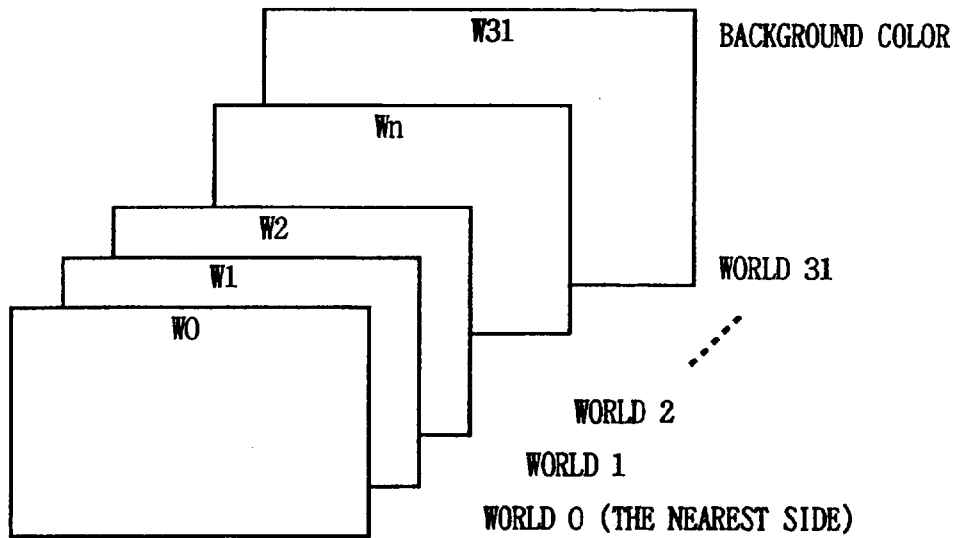 W31
BACKGROUND COLOR
Wn
W2
W1
WORLD 31
W0
WORLD 2
WORLD 1
WORLD 0 (THE NEAREST SIDE)